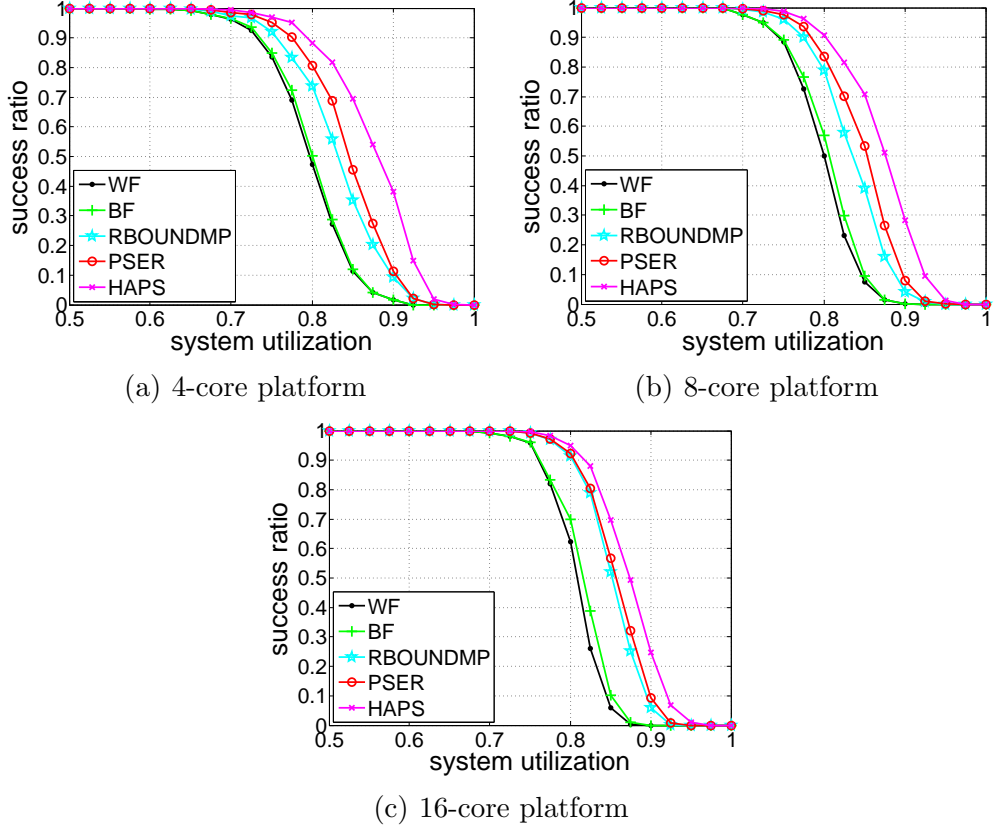 1
0.9
0.8
0.7
0.6
0.5
0.4
0.3
0.2
0.1
0
success ratio
WF
BF
RBOUNDMP
PSER
HAPS
0.5 0.6 0.7 0.8 0.9 1
system utilization
(a) 4-core platform
1
0.9
0.8
0.7
0.6
0.5
0.4
0.3
0.2
0.1
0
success ratio
WF
BF
RBOUNDMP
PSER
HAPS
0.5 0.6 0.7 0.8 0.9 1
system utilization
(b) 8-core platform
1
0.9
0.8
0.7
0.6
0.5
0.4
0.3
0.2
0.1
0
success ratio
WF
BF
RBOUNDMP
PSER
HAPS
0.5 0.6 0.7 0.8 0.9 1
system utilization
(c) 16-core platform